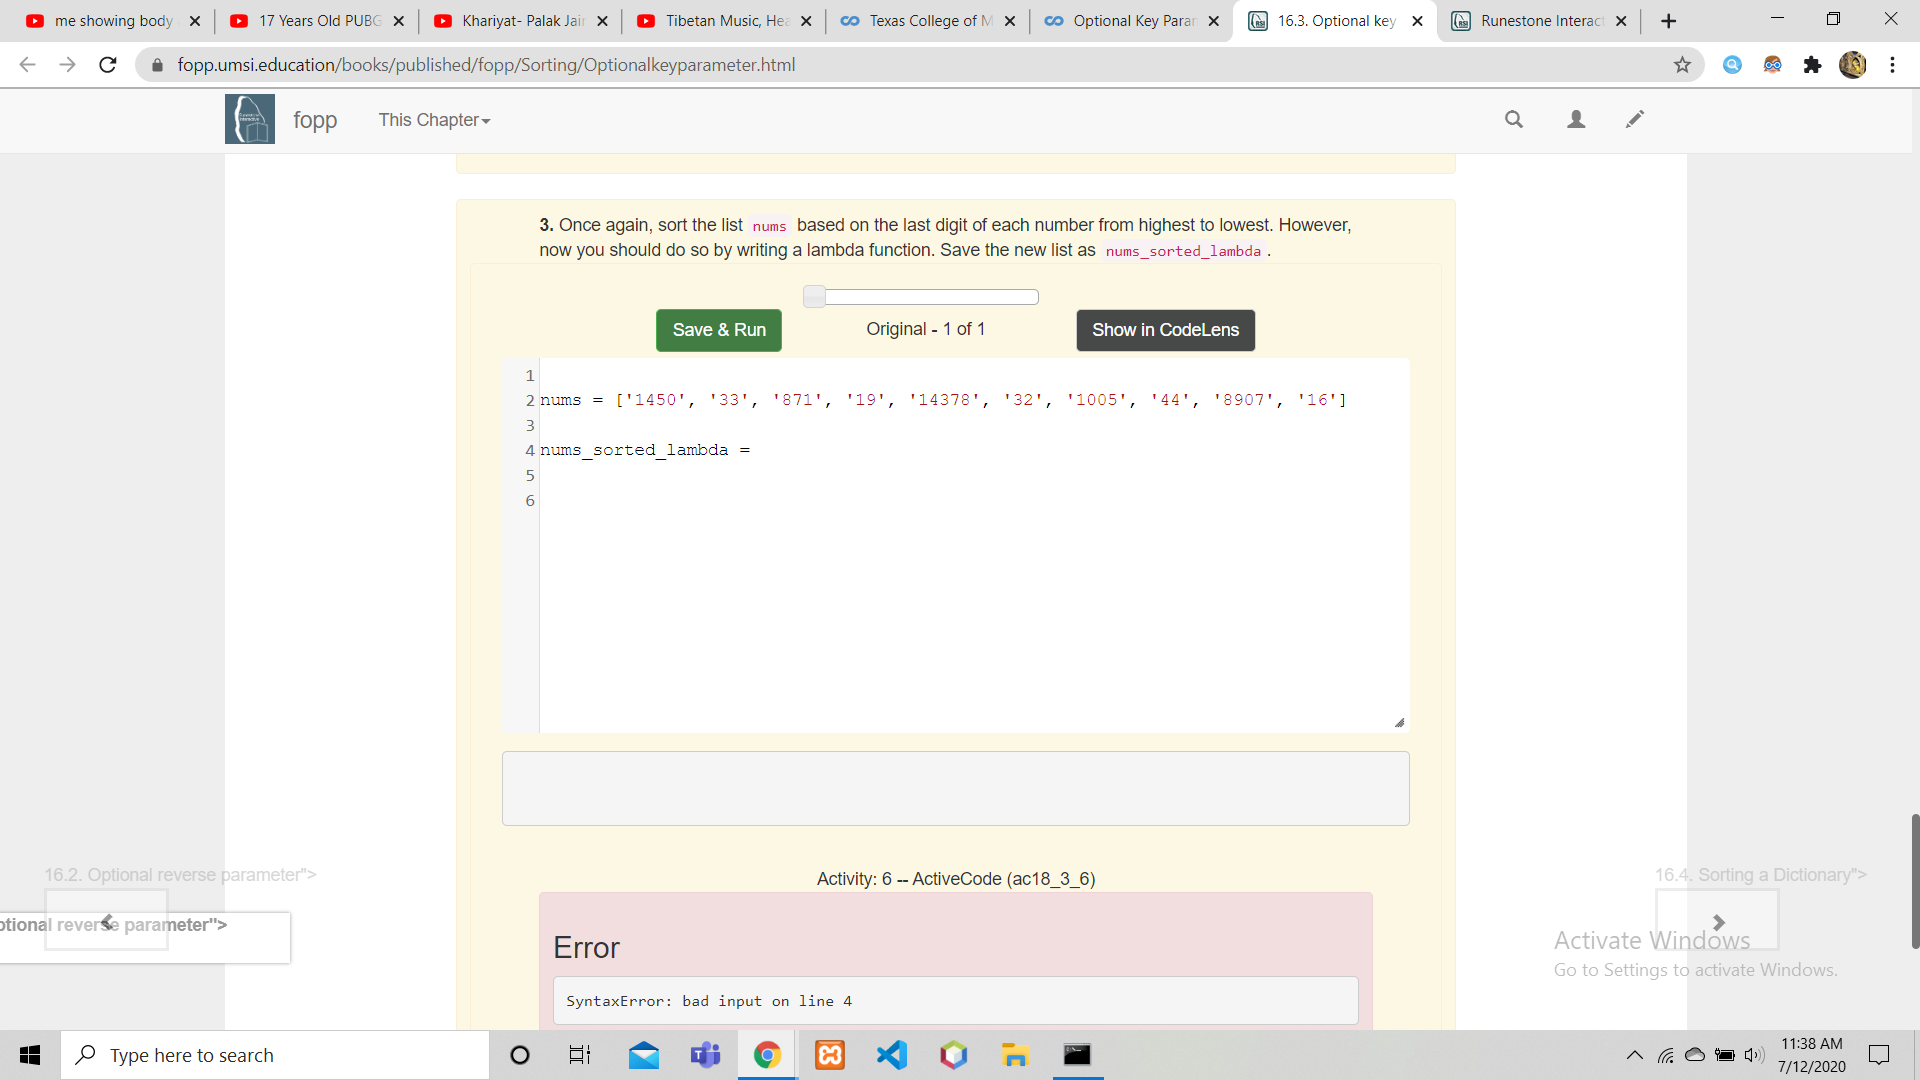 me showing body
17 Years Old PUBG
Khariyat- Palak Jain
Tibetan Music, Hea
Texas College of M
Optional Key Param
16.3. Optional key
Runestone Interact
fopp.umsi.education/books/published/fopp/Sorting/Optionalkeyparameter.html
fopp
This Chapter
3. Once again, sort the list nums based on the last digit of each number from highest to lowest. However,
now you should do so by writing a lambda function. Save the new list as nums_sorted_lambda .
Save & Run
Original - 1 of 1
Show in CodeLens
1
2 nums = ['1450', '33', '871', '19', '14378', '32', '1005', '44', '8907', '16']
3
4 nums_sorted_lambda =
5
6
Activity: 6 -- ActiveCode (ac18_3_6)
16.2. Optional reverse parameter">
ptional reverse parameter">
16.4. Sorting a Dictionary">
Error
SyntaxError: bad input on line 4
Activate Windows
Go to Settings to activate Windows.
Type here to search
11:38 AM
7/12/2020